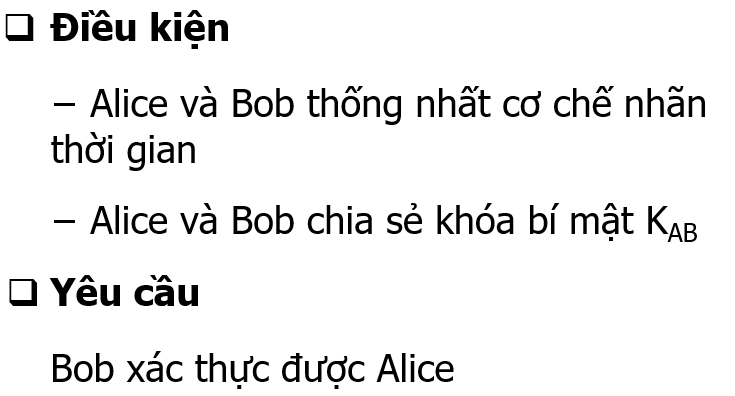 ❑ Điều kiện
− Alice và Bob thống nhất cơ chế nhãn
thời gian
− Alice và Bob chia sẻ khóa bí mật K_AB
❑ Yêu cầu
Bob xác thực được Alice